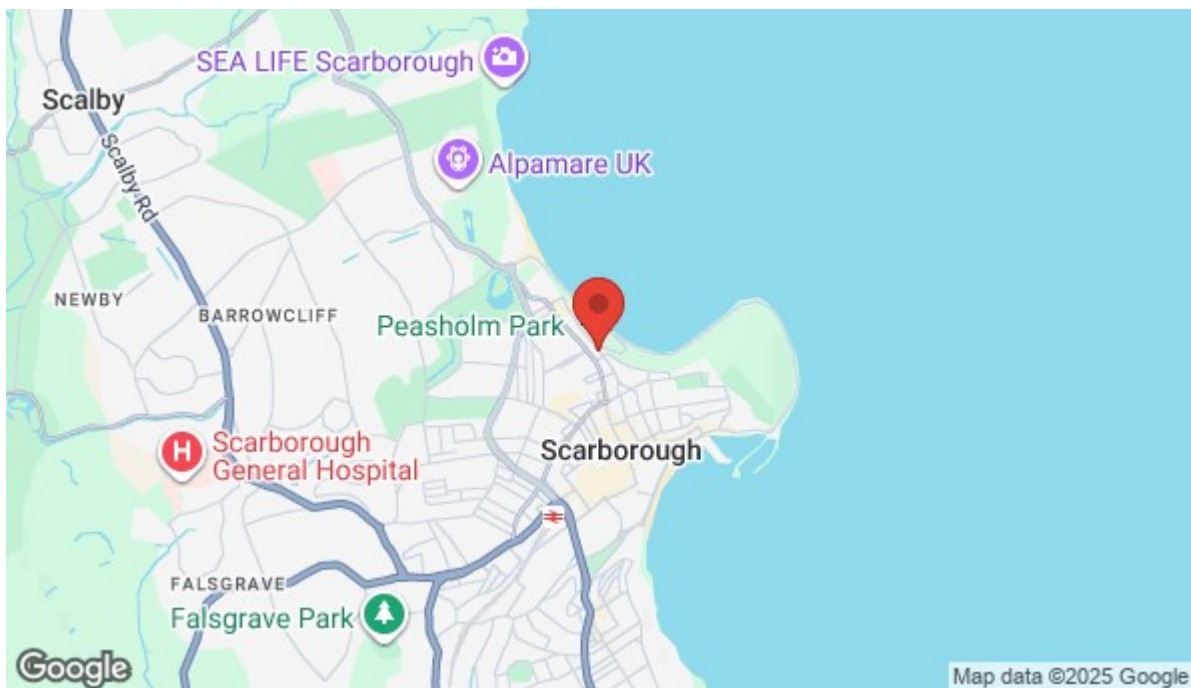 SEA LIFE Scarborough
Scalby
Scalby Rd
Alpamare UK
NEWBY
BARROWCLIFF
Peasholm Park
Scarborough
General Hospital
H
Scarborough
FALSGRAVE
Falsgrave Park
Google
Map data ©2025 Google